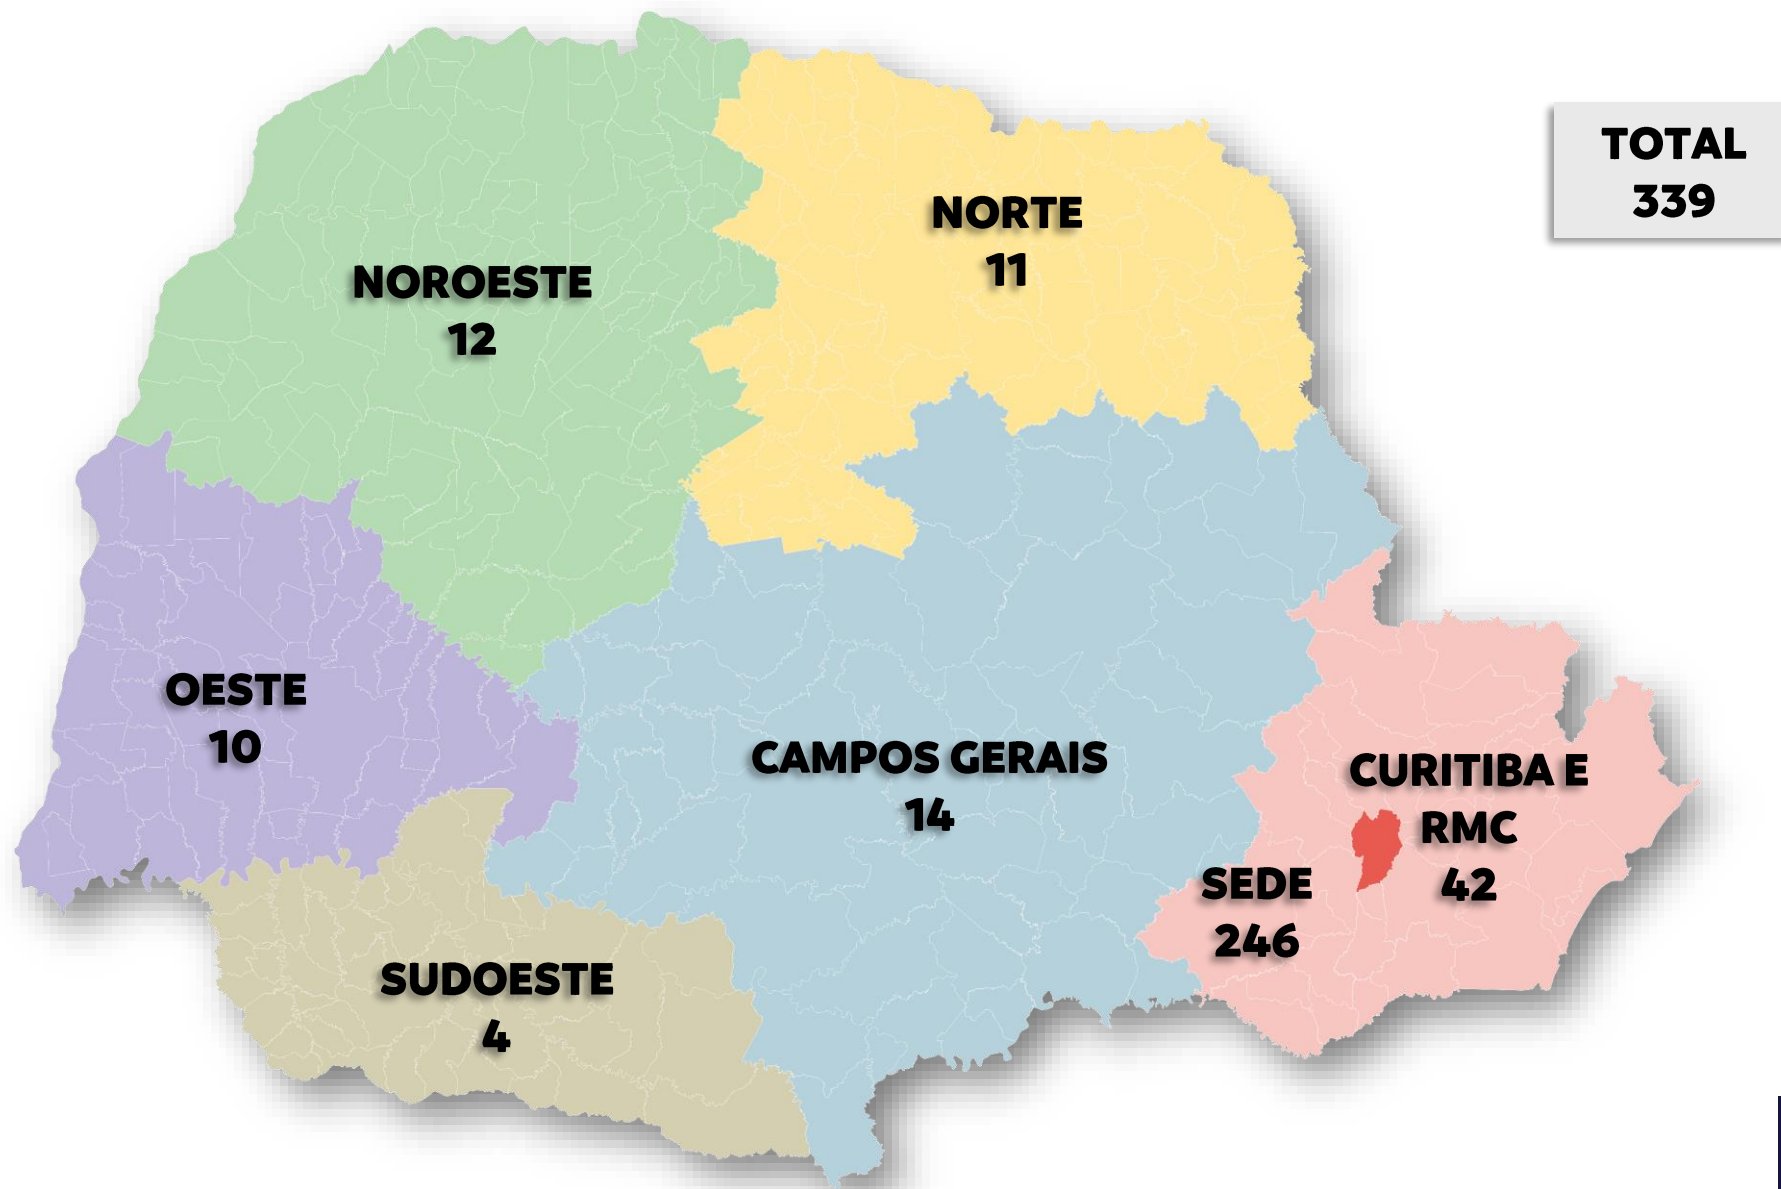 TOTAL
339
NORTE
11
NOROESTE
12
OESTE
10
CAMPOS GERAIS
14
CURITIBA E
RMC
42
SEDE
246
SUDOESTE
4